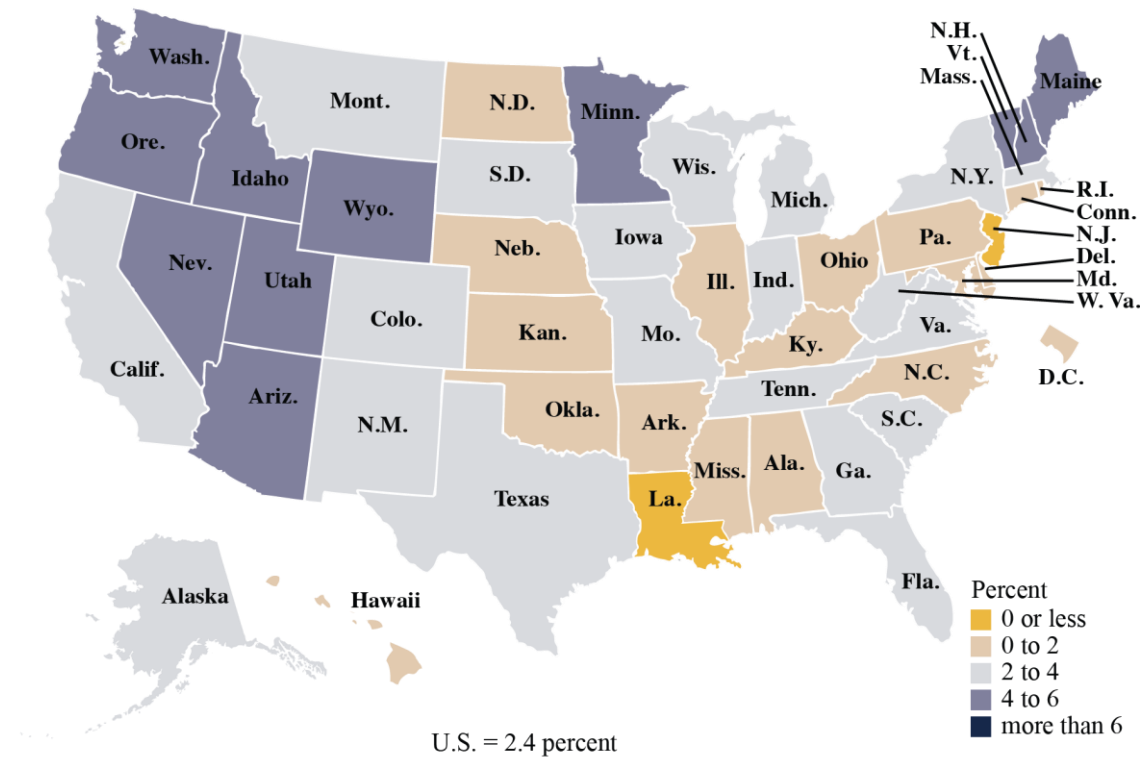 Wash.
Mont.
N.D.
Minn.
N.H.
Vt.
Mass.
Maine
Ore.
Idaho
Wyo.
S.D.
Wis.
Mich.
N.Y.
R.I.
Conn.
N.J.
Del.
Md.
W. Va.
Nev.
Utah
Colo.
Neb.
Iowa
Ill.
Ind.
Ohio
Pa.
Calif.
Ariz.
N.M.
Kan.
Mo.
Ky.
Va.
Okla.
Ark.
Tenn.
N.C.
D.C.
S.C.
Texas
La.
Miss.
Ala.
Ga.
Fla.
Alaska
Hawaii
Percent
0 or less
0 to 2
2 to 4
4 to 6
more than 6
U.S. = 2.4 percent